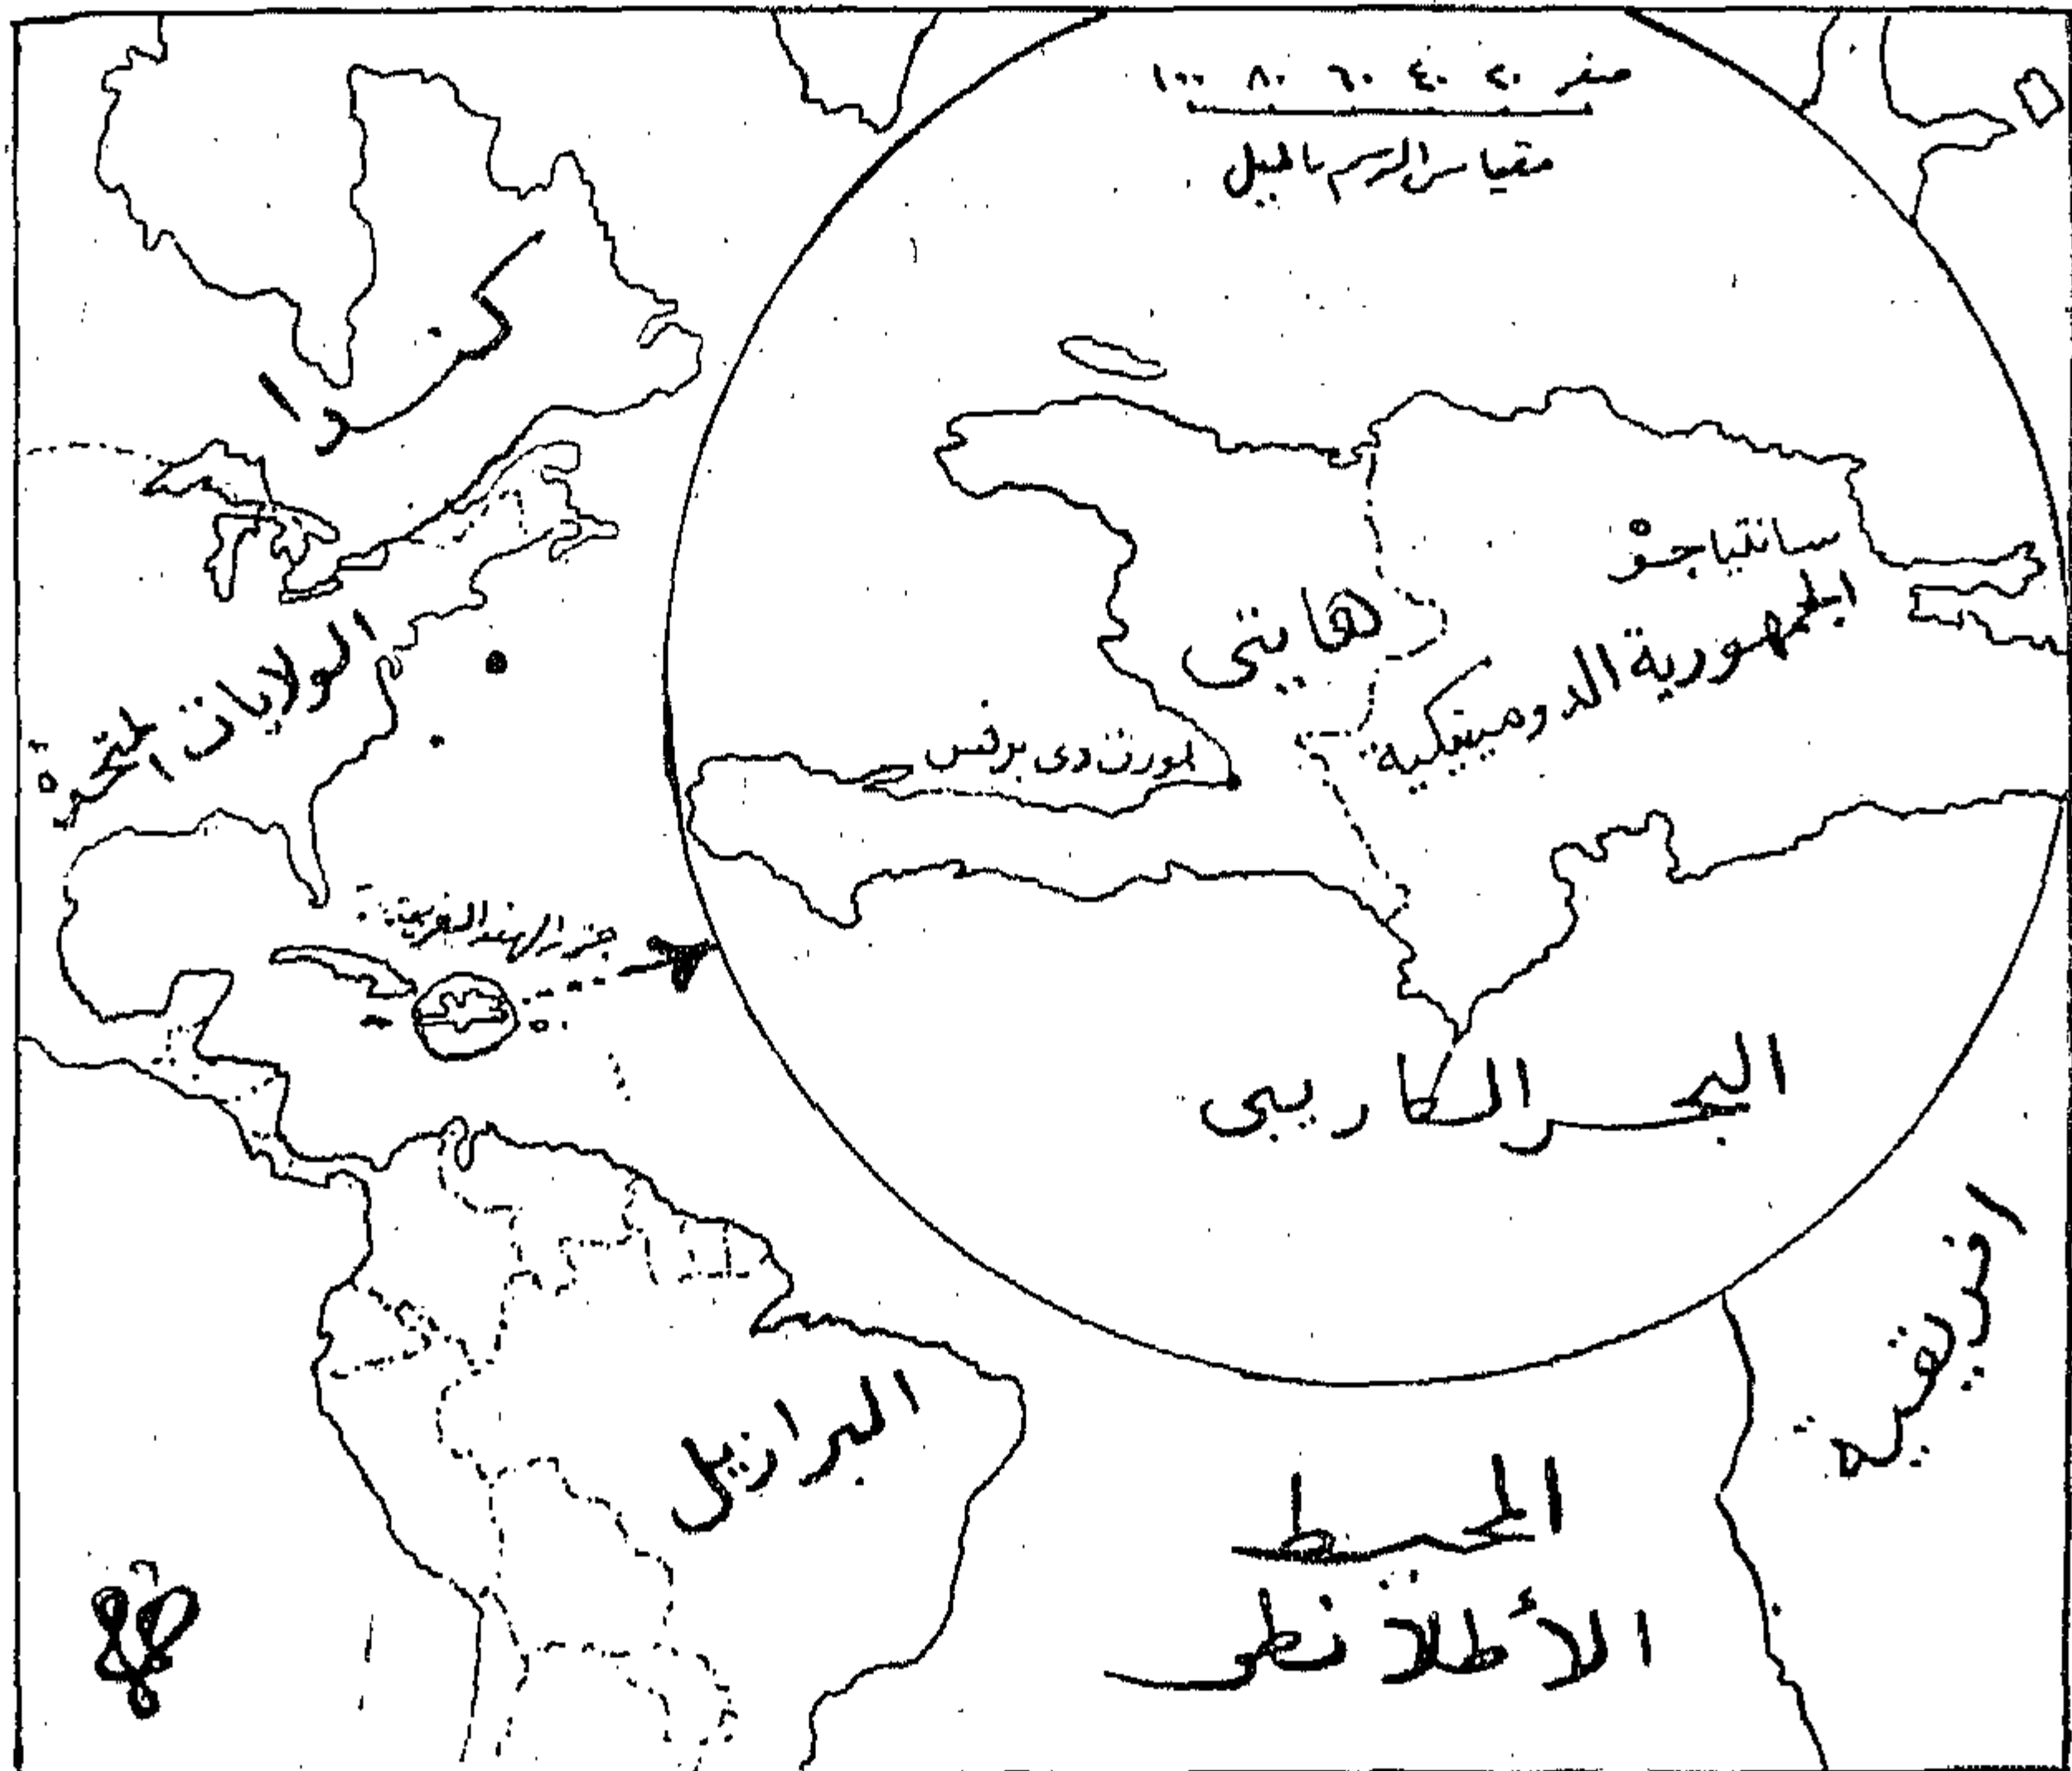 صفر ٢٠ ٤٠ ٦٠ ٨٠ ١٠٠
مقياس الرسم بالميل
كندا
سانتياجو
هايتى
الجمهورية الدومينيكية
بورت دى برنس
الولايات المتحدة
جزر الهند الغربية
البحر الكاريبى
افريقية
البرازيل
المحيط
الأطلانطى